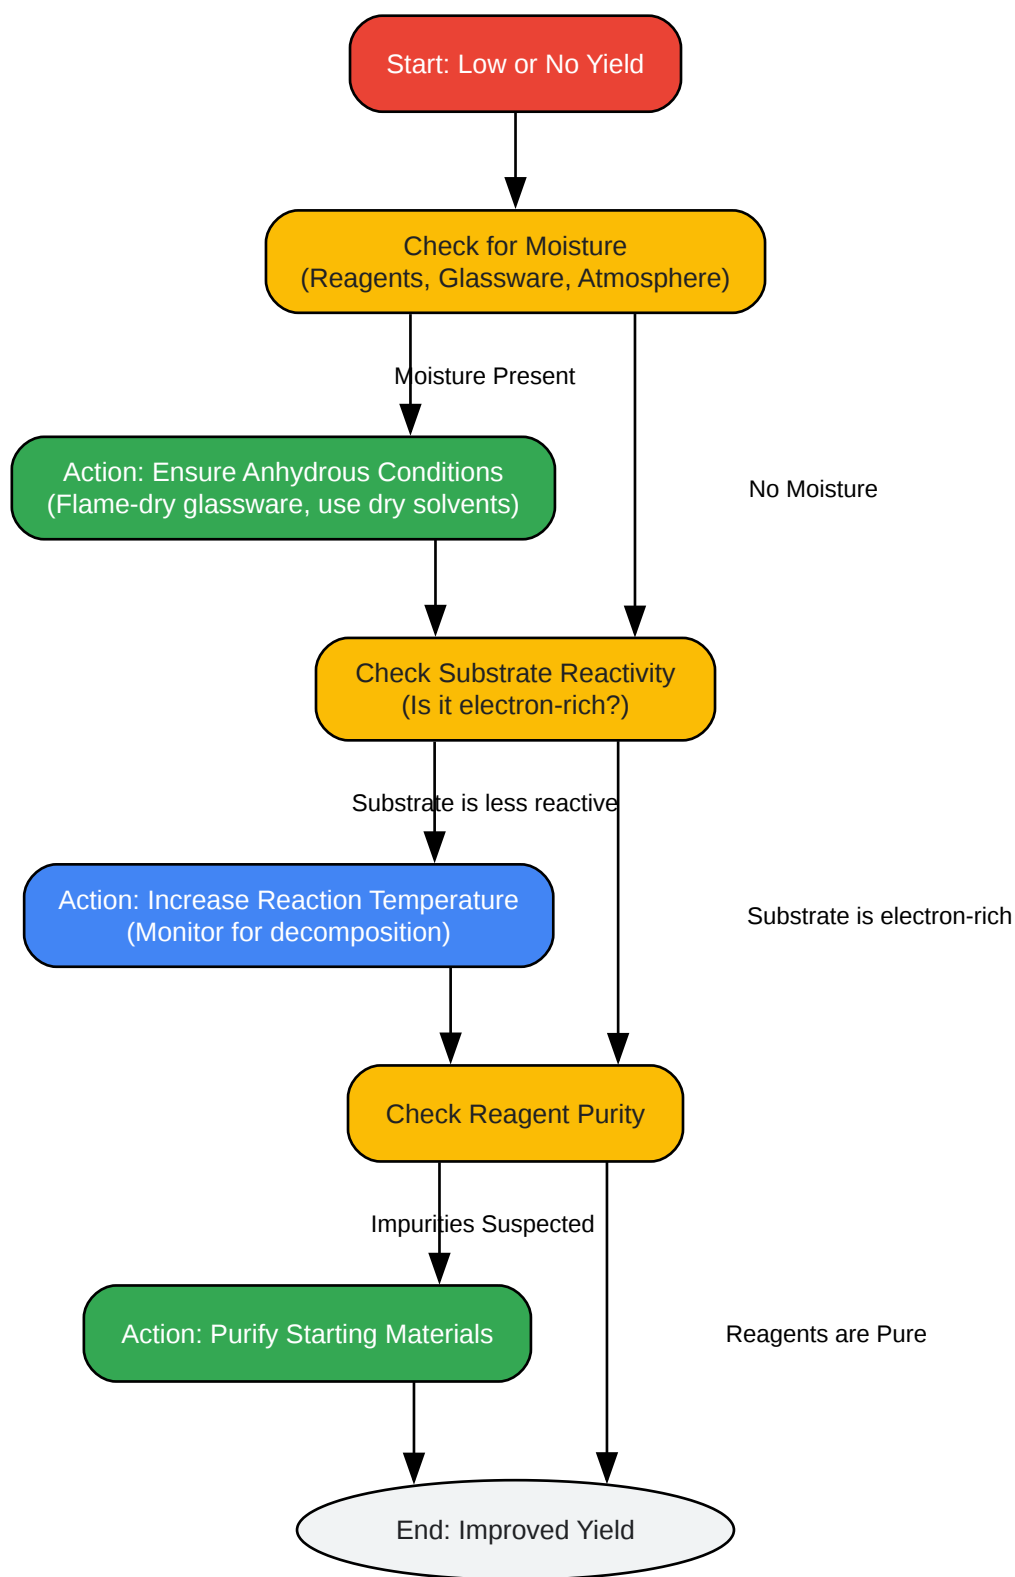 Start: Low or No Yield
Check for Moisture
(Reagents, Glassware, Atmosphere)
Moisture Present
Action: Ensure Anhydrous Conditions
(Flame-dry glassware, use dry solvents)
No Moisture
Check Substrate Reactivity
(Is it electron-rich?)
Substrate is less reactive
Action: Increase Reaction Temperature
(Monitor for decomposition)
Substrate is electron-rich
Check Reagent Purity
Impurities Suspected
Action: Purify Starting Materials
Reagents are Pure
End: Improved Yield